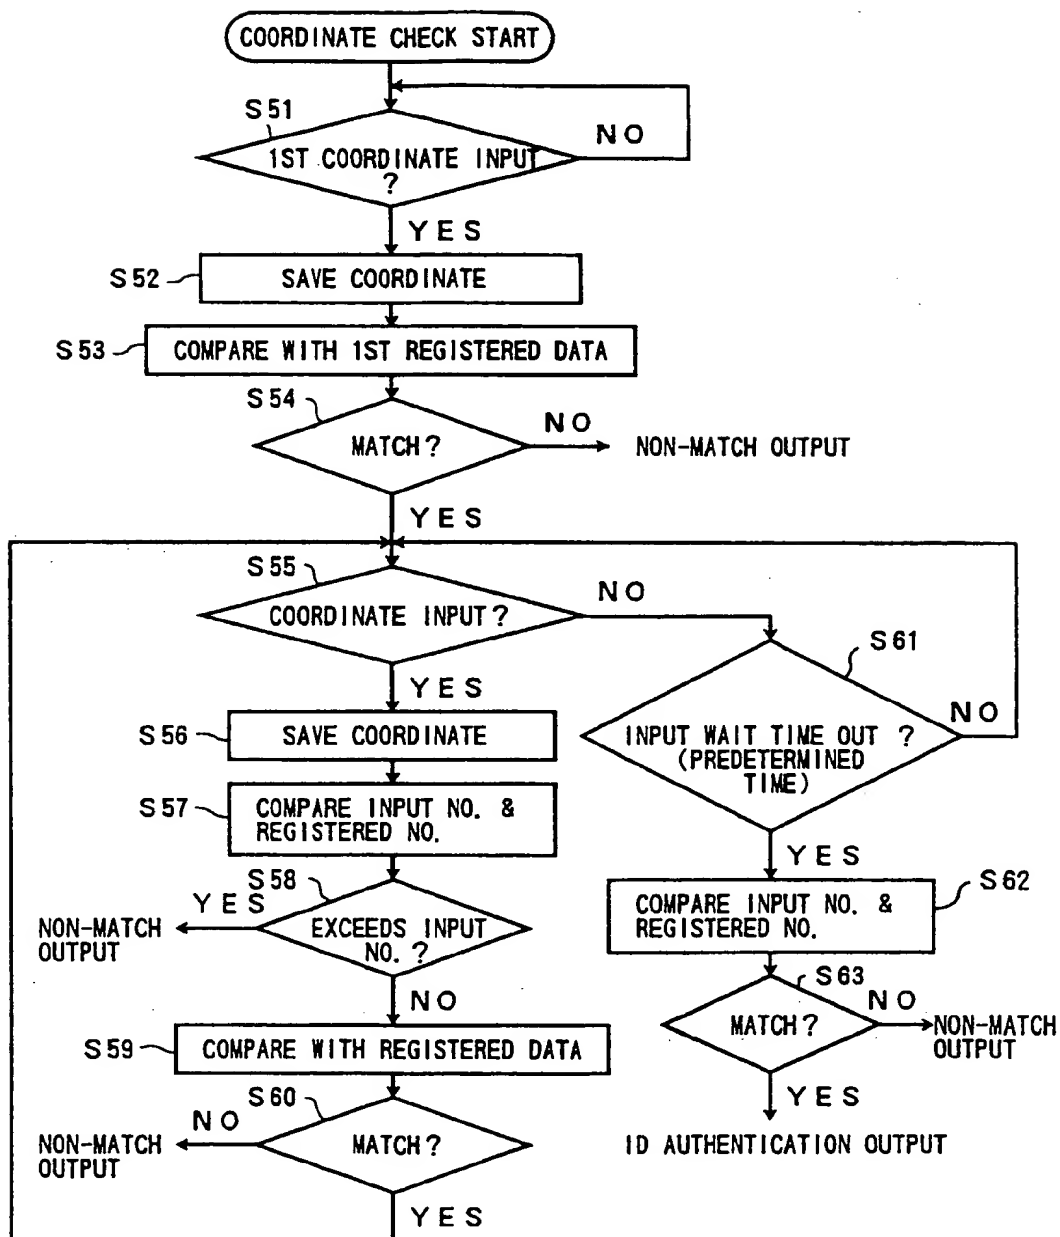 COORDINATE CHECK START
S51
NO
1ST COORDINATE INPUT
?
YES
S52
SAVE COORDINATE
S53
COMPARE WITH 1ST REGISTERED DATA
S54
NO
MATCH?
NON-MATCH OUTPUT
YES
S55
NO
COORDINATE INPUT?
S61
YES
NO
S56
SAVE COORDINATE
INPUT WAIT TIME OUT ?
(PREDETERMINED
TIME)
S57
COMPARE INPUT NO. &
REGISTERED NO.
YES
S58
S62
YES
COMPARE INPUT NO. &
REGISTERED NO.
NON-MATCH
OUTPUT
EXCEEDS INPUT
NO. ?
S63
NO
NO
MATCH?
NON-MATCH
OUTPUT
S59
COMPARE WITH REGISTERED DATA
YES
S60
NO
NON-MATCH
OUTPUT
MATCH?
ID AUTHENTICATION OUTPUT
YES